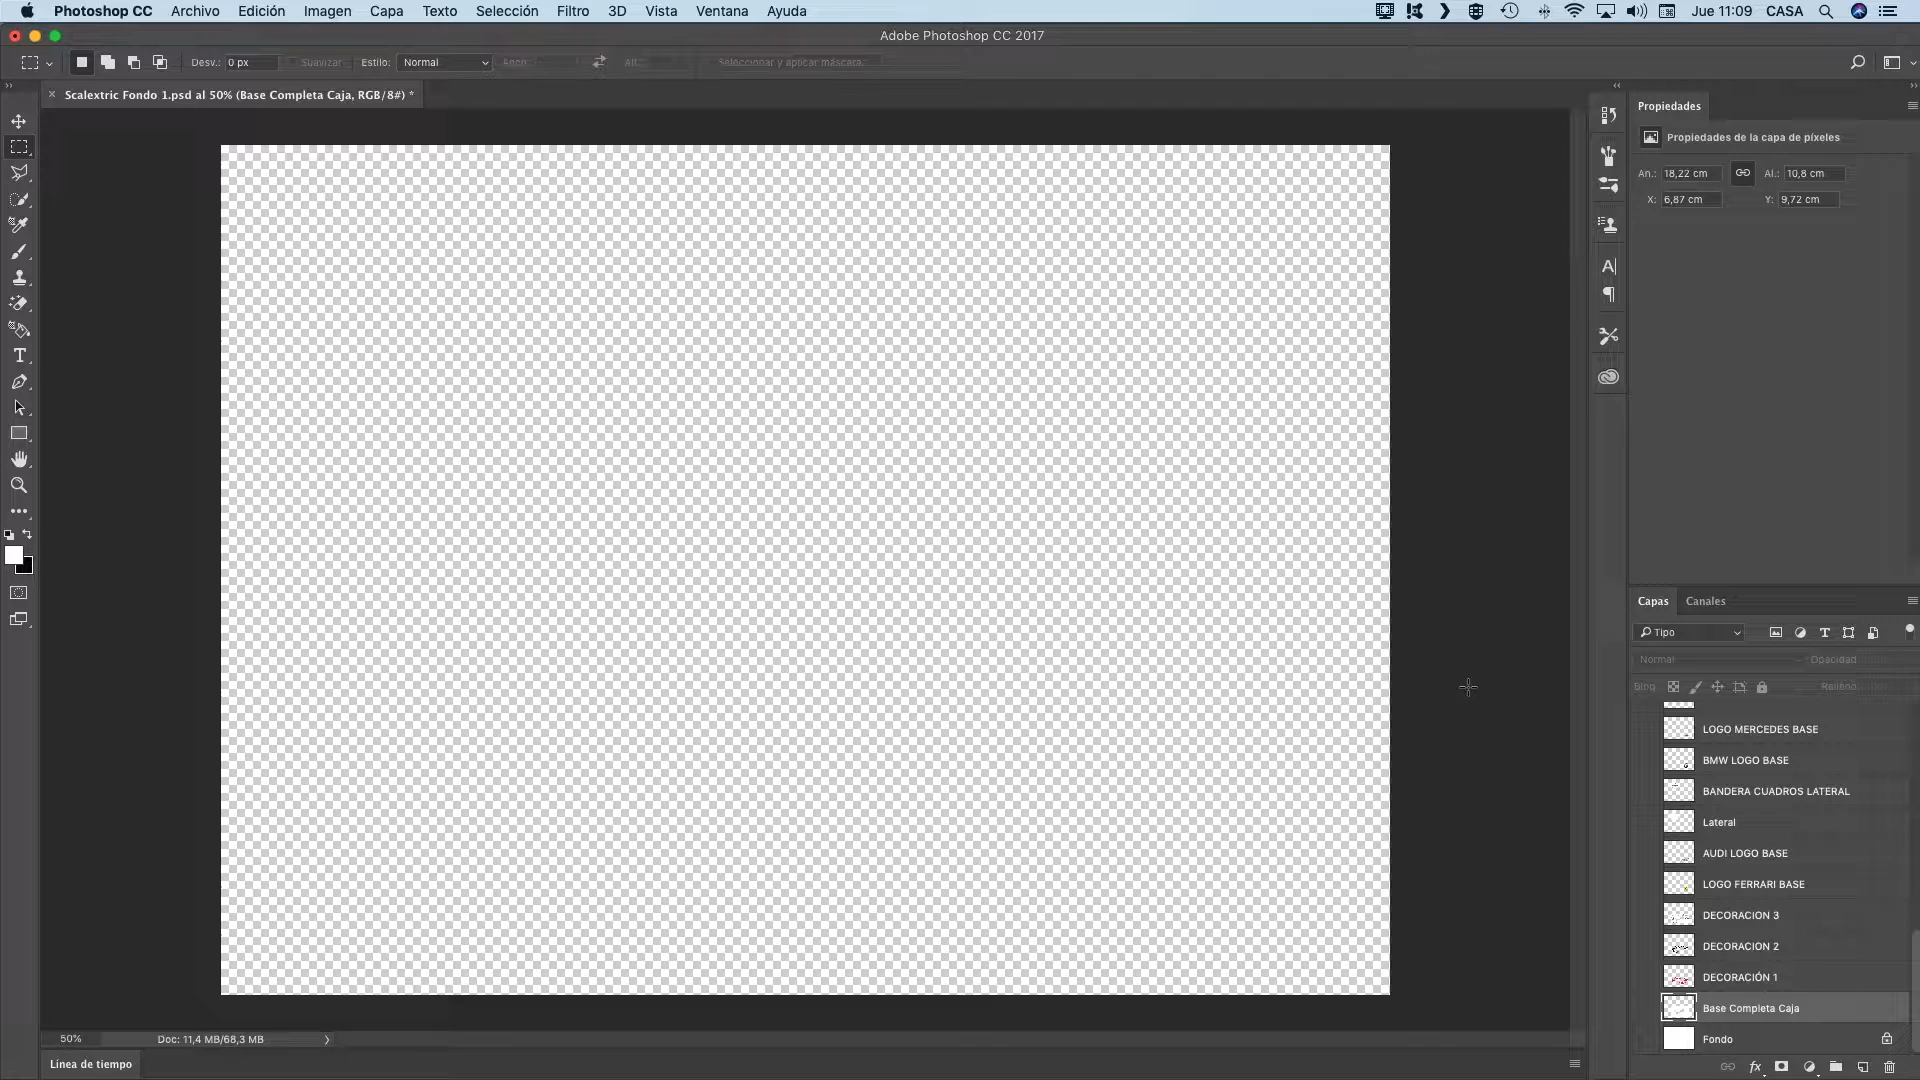 Photoshop CC Archivo Edición Imagen Capa Texto Selección Filtro 3D Vista Ventana Ayuda Jue 11:09 CASA
Adobe Photoshop CC 2017
Desv.: 0 px Suavizar Estilo: Normal Anch.: Alt.: Seleccionar y aplicar máscara...
Scalextric Fondo 1.psd al 50% (Base Completa Caja, RGB/8#) *
Propiedades
Propiedades de la capa de píxeles
An.: 18,22 cm Al.: 10,8 cm
X: 6,87 cm Y: 9,72 cm
Capas Canales
Tipo
Normal Opacidad
Bloq Relleno
LOGO MERCEDES BASE
BMW LOGO BASE
BANDERA CUADROS LATERAL
Lateral
AUDI LOGO BASE
LOGO FERRARI BASE
DECORACION 3
DECORACION 2
DECORACIÓN 1
Base Completa Caja
Fondo
50% Doc: 11,4 MB/68,3 MB
Línea de tiempo